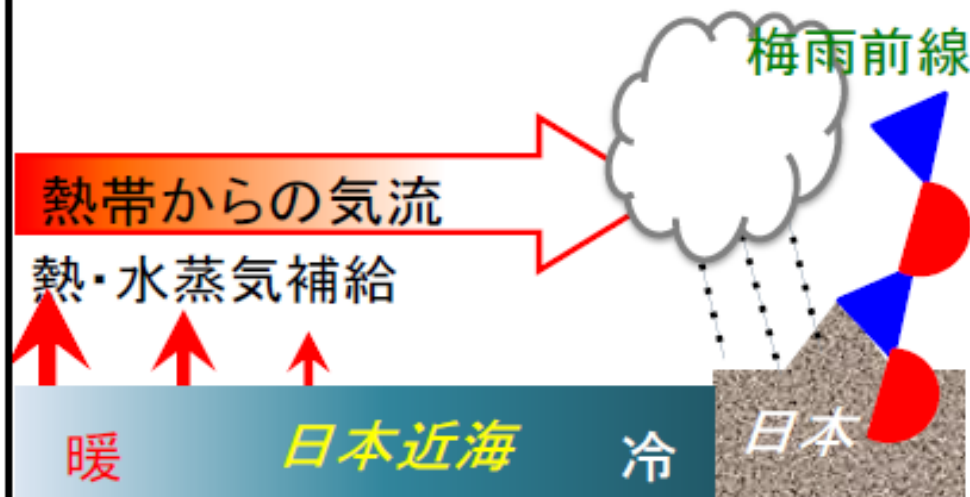 梅雨前線
熱帯からの気流
熱・水蒸気補給
暖
日本近海
冷
日本